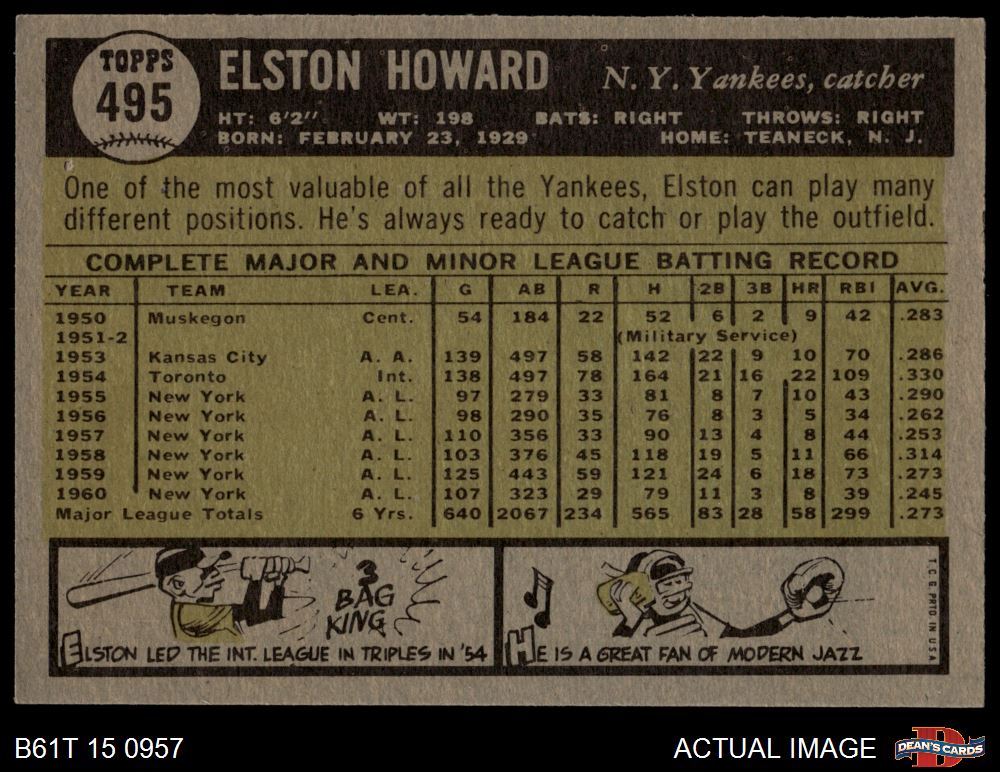 TOPPS
495
ELSTON HOWARD N. Y. Yankees, catcher
HT: 6'2" WT: 198 BATS: RIGHT THROWS: RIGHT
BORN: FEBRUARY 23, 1929 HOME: TEANECK, N. J.
One of the most valuable of all the Yankees, Elston can play many
different positions. He's always ready to catch or play the outfield.
COMPLETE MAJOR AND MINOR LEAGUE BATTING RECORD
YEAR TEAM LEA. G AB R H 2B 3B HR RBI AVG.
1950 Muskegon Cent. 54 184 22 52 6 2 9 42 .283
1951-2 (Military Service)
1953 Kansas City A. A. 139 497 58 142 22 9 10 70 .286
1954 Toronto Int. 138 497 78 164 21 16 22 109 .330
1955 New York A. L. 97 279 33 81 8 7 10 43 .290
1956 New York A. L. 98 290 35 76 8 3 5 34 .262
1957 New York A. L. 110 356 33 90 13 4 8 44 .253
1958 New York A. L. 103 376 45 118 19 5 11 66 .314
1959 New York A. L. 125 443 59 121 24 6 18 73 .273
1960 New York A. L. 107 323 29 79 11 3 8 39 .245
Major League Totals 6 Yrs. 640 2067 234 565 83 28 58 299 .273
3
BAG
KING
ELSTON LED THE INT. LEAGUE IN TRIPLES IN '54
HE IS A GREAT FAN OF MODERN JAZZ
T. C. G. PRTD IN U S A
B61T 15 0957
ACTUAL IMAGE
D
DEAN'S CARDS